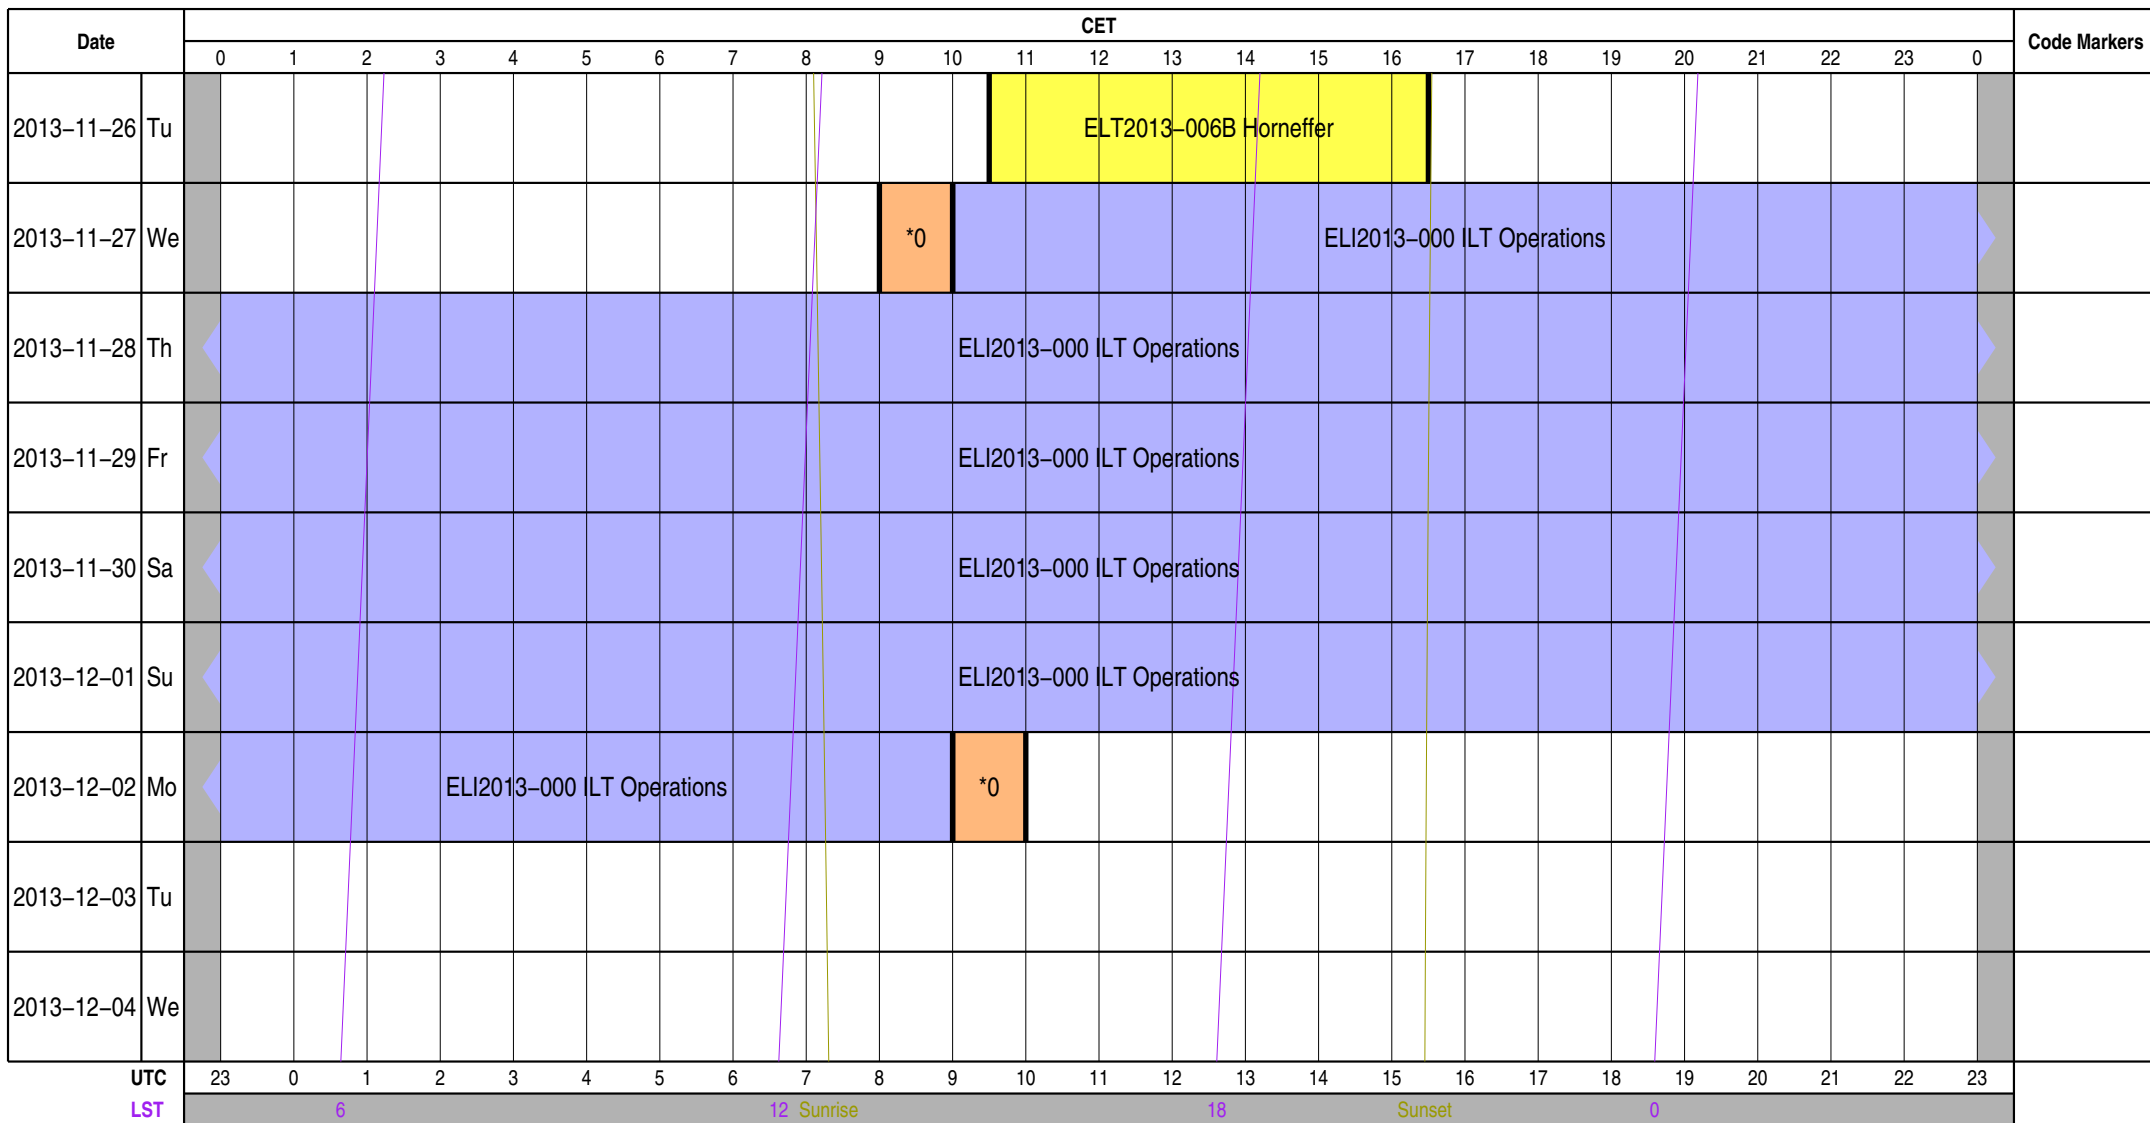 Date CET Code Markers
0 1 2 3 4 5 6 7 8 9 10 11 12 13 14 15 16 17 18 19 20 21 22 23 0
2013−11−26 Tu ELT2013−006B Horneffer
2013−11−27 We *0 ELI2013−000 ILT Operations
2013−11−28 Th ELI2013−000 ILT Operations
2013−11−29 Fr ELI2013−000 ILT Operations
2013−11−30 Sa ELI2013−000 ILT Operations
2013−12−01 Su ELI2013−000 ILT Operations
2013−12−02 Mo ELI2013−000 ILT Operations *0
2013−12−03 Tu
2013−12−04 We
UTC 23 0 1 2 3 4 5 6 7 8 9 10 11 12 13 14 15 16 17 18 19 20 21 22 23
LST 6 12 Sunrise 18 Sunset 0